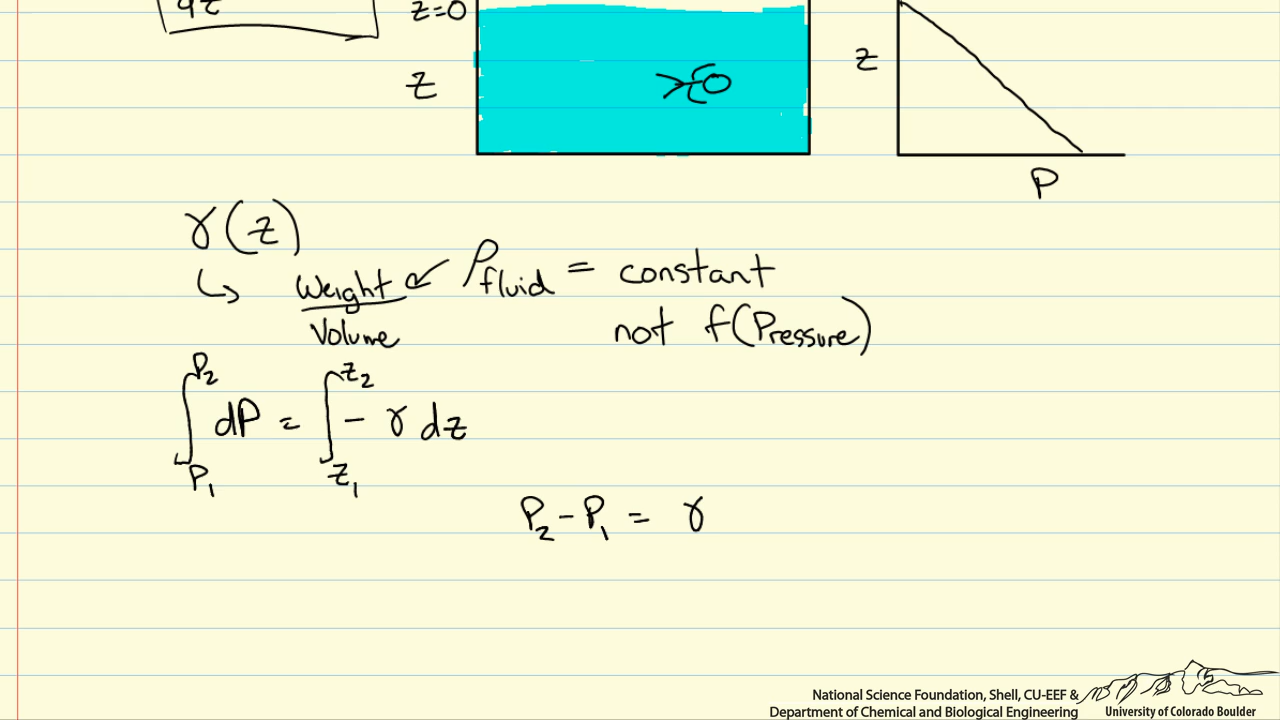 z=0
z
z
P
γ(z)
↳ Weight ↙ ρfluid = constant
Volume
not f(Pressure)
∫P₁^P₂ dP = ∫z₁^z₂ - γ dz
P₂ - P₁ = γ
National Science Foundation, Shell, CU-EEF &
Department of Chemical and Biological Engineering
University of Colorado Boulder